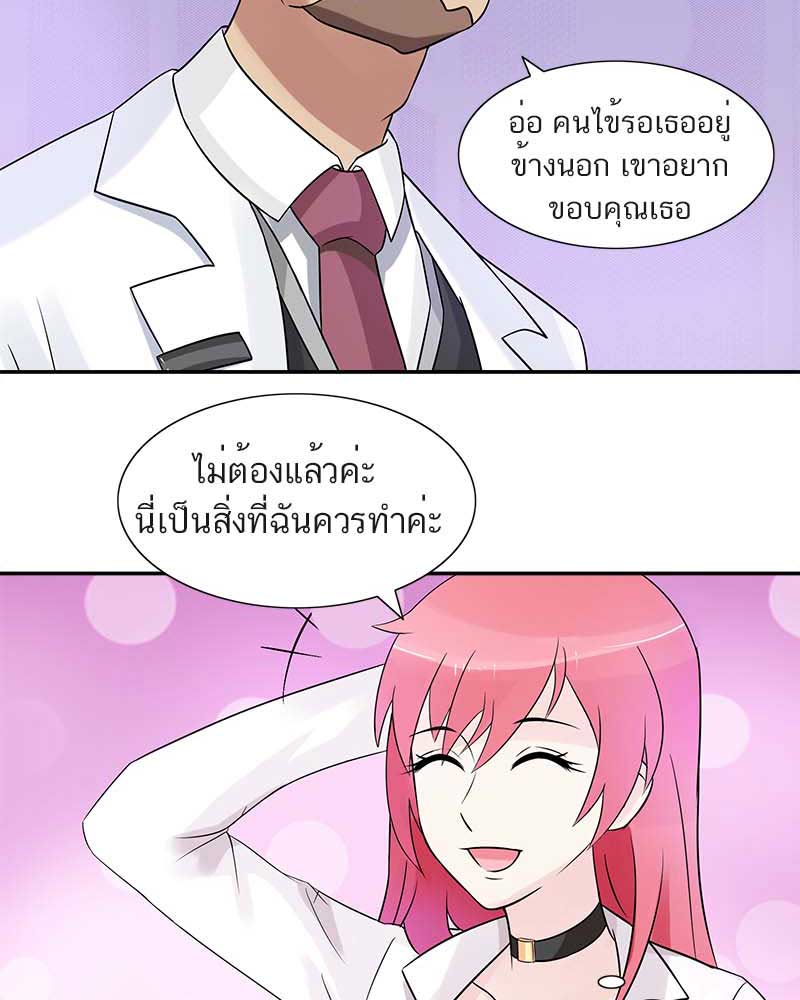 อ่อ คนไข้รอเธออยู่
ข้างนอก เขาอยาก
ขอบคุณเธอ
ไม่ต้องแล้วค่ะ
นี่เป็นสิ่งที่ฉันควรทำค่ะ